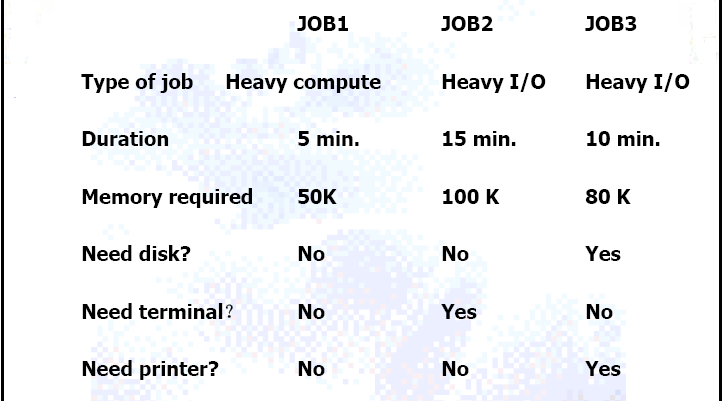 JOB1 JOB2 JOB3
Type of job Heavy compute Heavy I/O Heavy I/O
Duration 5 min. 15 min. 10 min.
Memory required 50K 100 K 80 K
Need disk? No No Yes
Need terminal？ No Yes No
Need printer? No No Yes